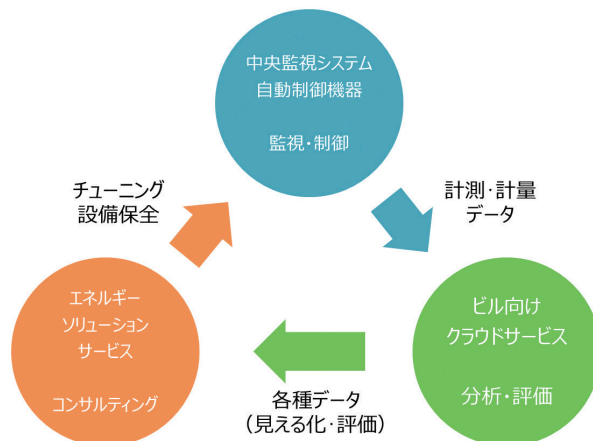 中央監視システム
自動制御機器
監視・制御
チューニング
設備保全
計測・計量
データ
エネルギー
ソリューション
サービス
コンサルティング
ビル向け
クラウドサービス
分析・評価
各種データ
（見える化・評価）